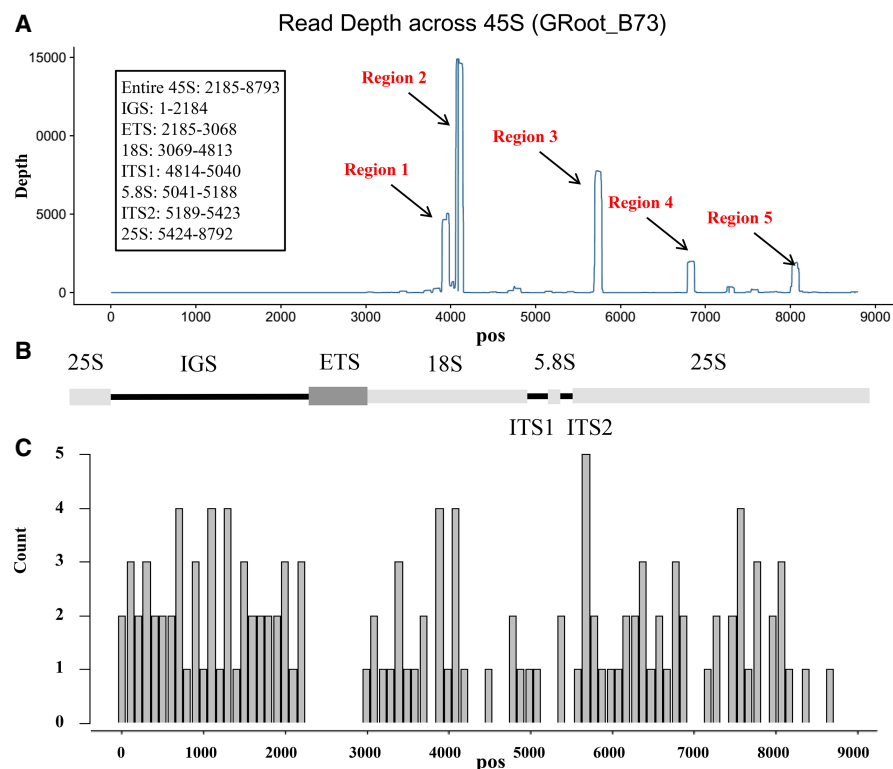 A
Read Depth across 45S (GRoot_B73)
15000
0000
5000
0
Depth
Entire 45S: 2185-8793
IGS: 1-2184
ETS: 2185-3068
18S: 3069-4813
ITS1: 4814-5040
5.8S: 5041-5188
ITS2: 5189-5423
25S: 5424-8792
Region 1
Region 2
Region 3
Region 4
Region 5
0 1000 2000 3000 4000 5000 6000 7000 8000 9000
pos
B
25S IGS ETS 18S 5.8S 25S
ITS1 ITS2
C
5
4
3
2
1
0
Count
0 1000 2000 3000 4000 5000 6000 7000 8000 9000
pos